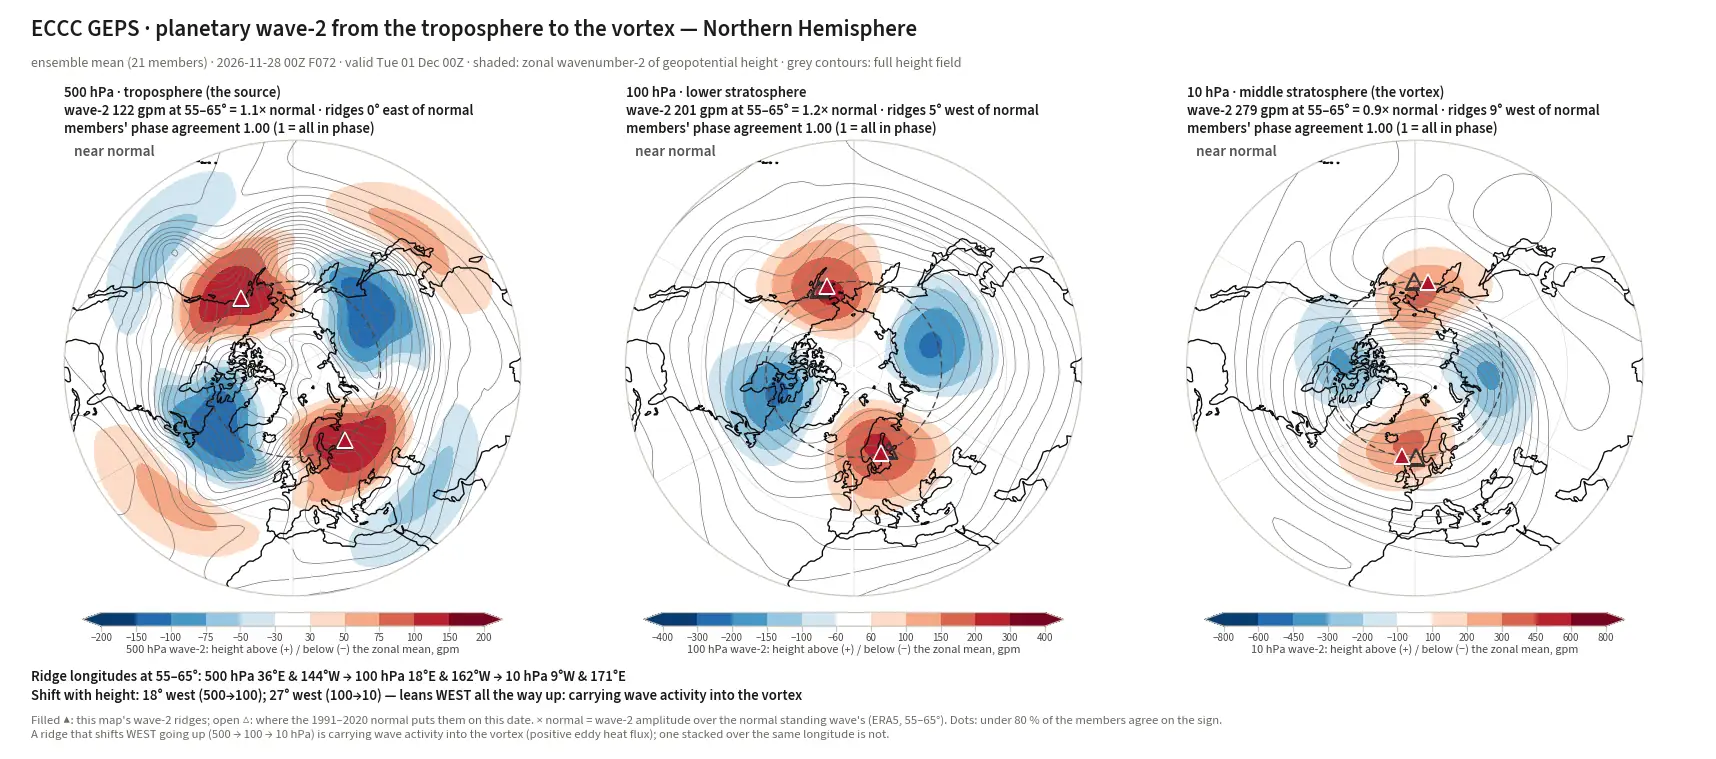 ECCC GEPS · planetary wave-2 from the troposphere to the vortex — Northern Hemisphere
ensemble mean (21 members) · 2026-11-28 00Z F072 · valid Tue 01 Dec 00Z · shaded: zonal wavenumber-2 of geopotential height · grey contours: full height field
500 hPa · troposphere (the source)
wave-2 122 gpm at 55–65° = 1.1× normal · ridges 0° east of normal
members' phase agreement 1.00 (1 = all in phase)
near normal
100 hPa · lower stratosphere
wave-2 201 gpm at 55–65° = 1.2× normal · ridges 5° west of normal
members' phase agreement 1.00 (1 = all in phase)
near normal
10 hPa · middle stratosphere (the vortex)
wave-2 279 gpm at 55–65° = 0.9× normal · ridges 9° west of normal
members' phase agreement 1.00 (1 = all in phase)
near normal
−200 −150 −100 −75 −50 −30 30 50 75 100 150 200
500 hPa wave-2: height above (+) / below (−) the zonal mean, gpm
−400 −300 −200 −150 −100 −60 60 100 150 200 300 400
100 hPa wave-2: height above (+) / below (−) the zonal mean, gpm
−800 −600 −450 −300 −200 −100 100 200 300 450 600 800
10 hPa wave-2: height above (+) / below (−) the zonal mean, gpm
Ridge longitudes at 55–65°: 500 hPa 36°E & 144°W → 100 hPa 18°E & 162°W → 10 hPa 9°W & 171°E
Shift with height: 18° west (500→100); 27° west (100→10) — leans WEST all the way up: carrying wave activity into the vortex
Filled ▲: this map's wave-2 ridges; open △: where the 1991–2020 normal puts them on this date. × normal = wave-2 amplitude over the normal standing wave's (ERA5, 55–65°). Dots: under 80 % of the members agree on the sign.
A ridge that shifts WEST going up (500 → 100 → 10 hPa) is carrying wave activity into the vortex (positive eddy heat flux); one stacked over the same longitude is not.